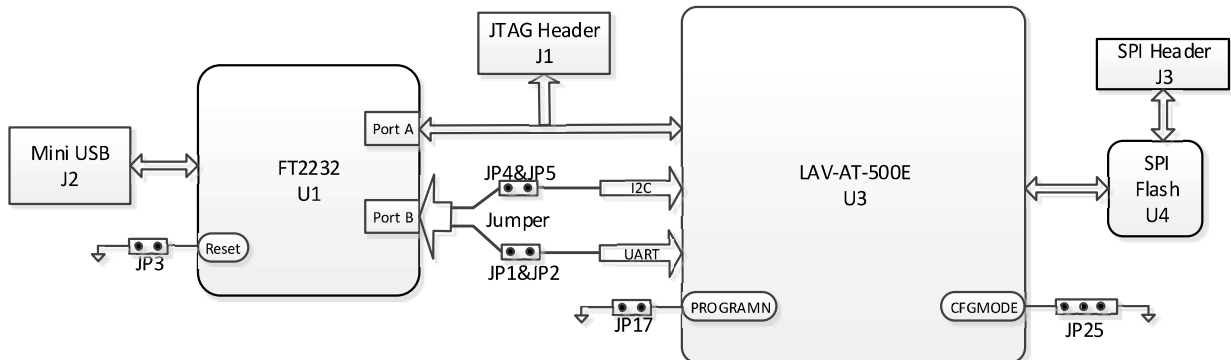 JTAG Header
J1
SPI Header
J3
Mini USB
J2
FT2232
U1
Port A
Port B
Reset
JP3
JP4&JP5
Jumper
JP1&JP2
I2C
UART
LAV-AT-500E
U3
PROGRAMN
JP17
CFGMODE
JP25
SPI
Flash
U4